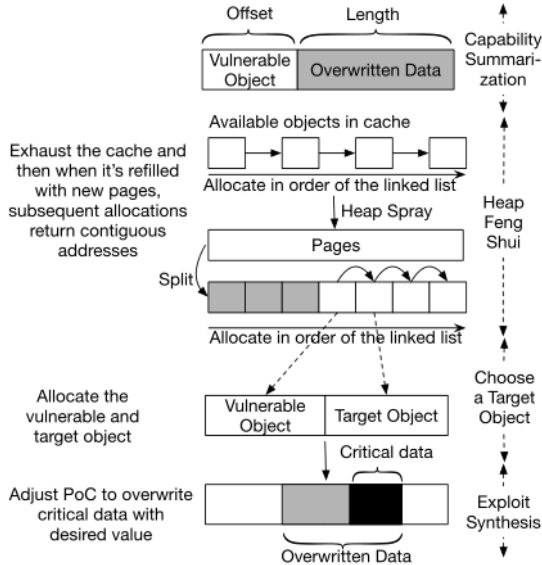 Offset
Length
Vulnerable
Object
Overwritten Data
Capability
Summari-
zation
Available objects in cache
Exhaust the cache and
then when it's refilled
with new pages,
subsequent allocations
return contiguous
addresses
Allocate in order of the linked list
Heap Spray
Pages
Split
Allocate in order of the linked list
Heap
Feng
Shui
Allocate the
vulnerable and
target object
Vulnerable
Object
Target Object
Choose
a Target
Object
Critical data
Adjust PoC to overwrite
critical data with
desired value
Overwritten Data
Exploit
Synthesis